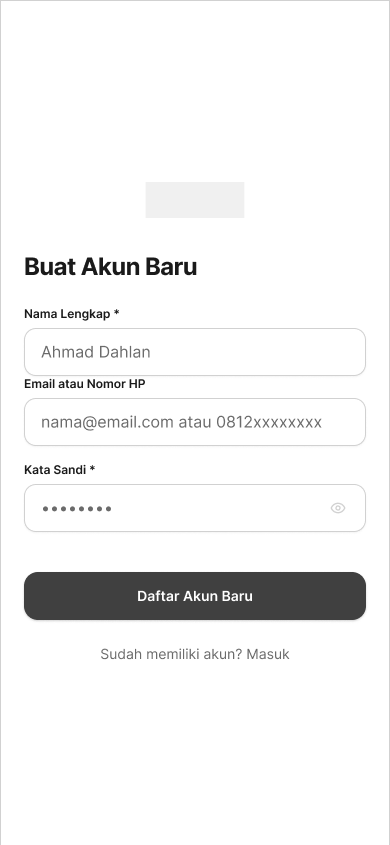 Buat Akun Baru
Nama Lengkap *
Ahmad Dahlan
Email atau Nomor HP
nama@email.com atau 0812xxxxxxxx
Kata Sandi *
••••••••
Daftar Akun Baru
Sudah memiliki akun? Masuk